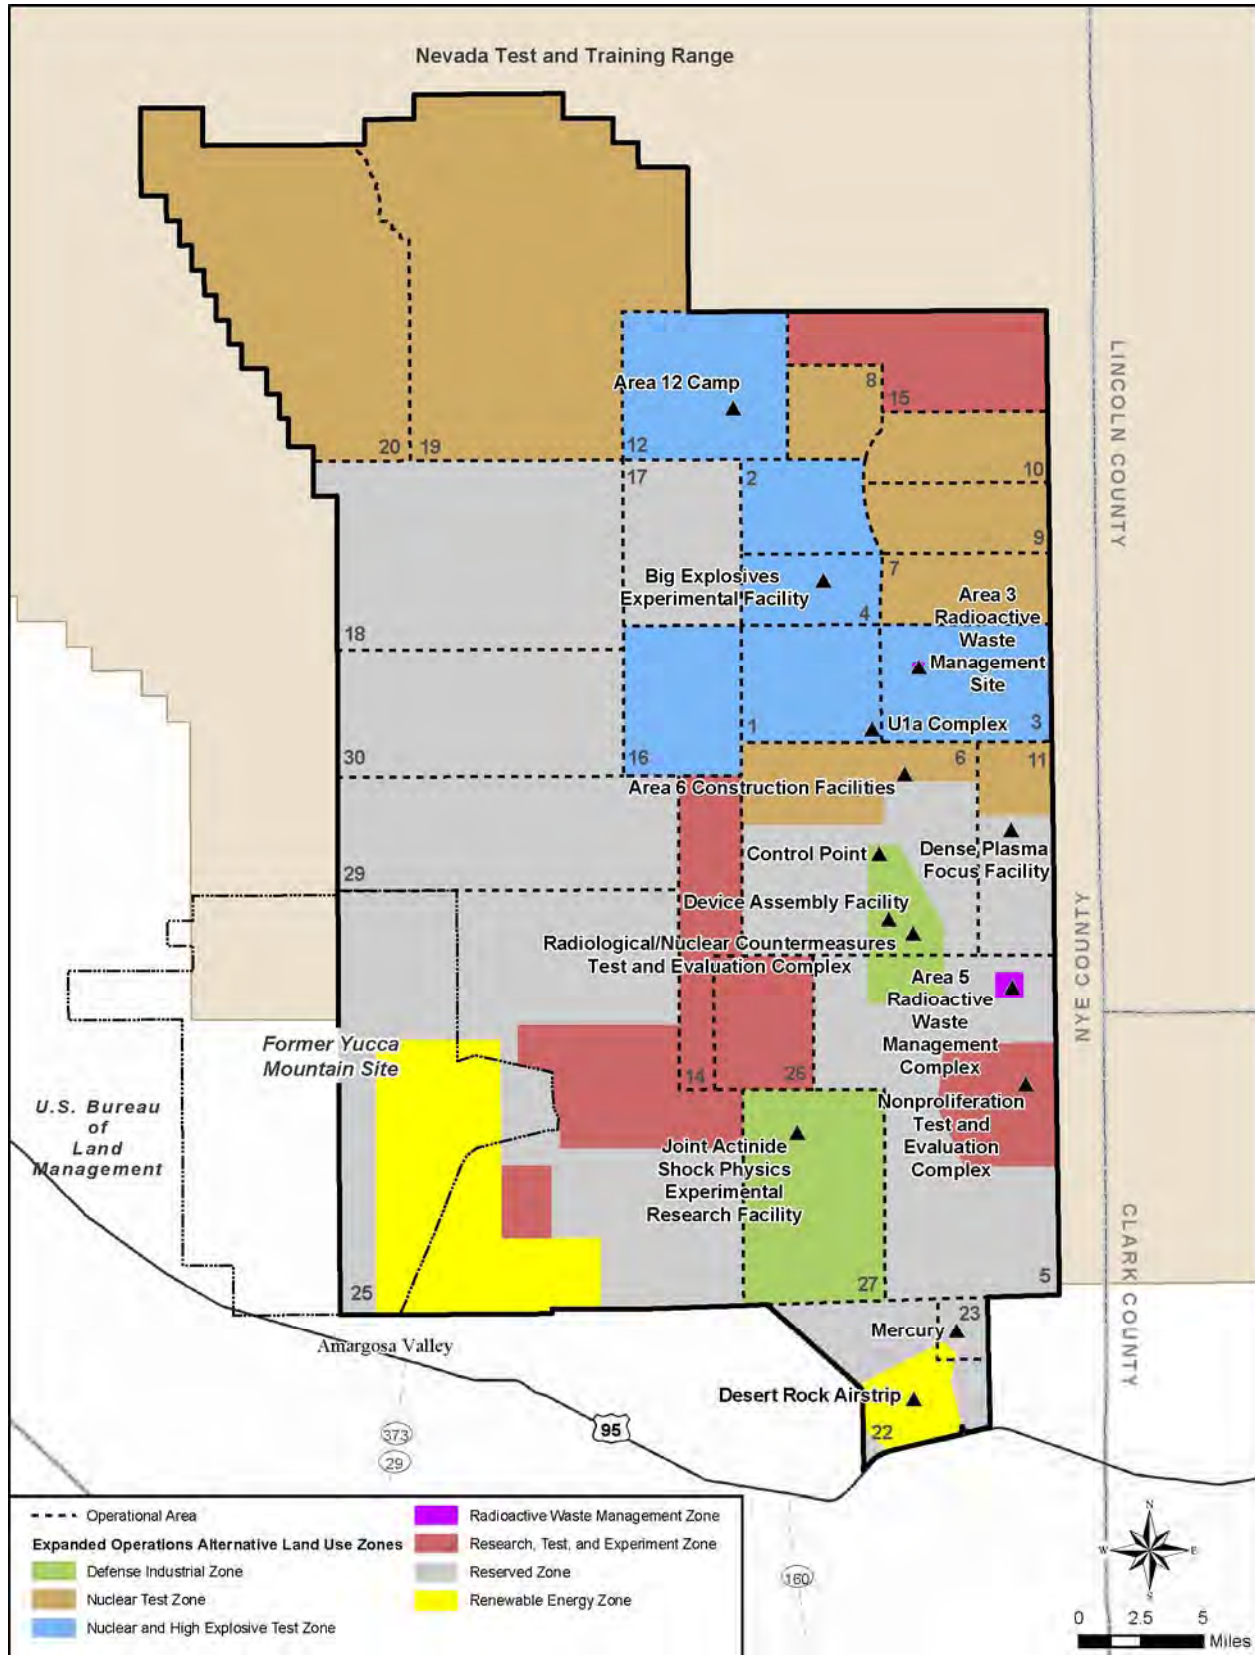 Nevada Test and Training Range
Area 12 Camp
8
15
20
19
12
17
2
10
LINCOLN COUNTY
9
7
Big Explosives
Experimental Facility
4
Area 3
Radioactive
Waste
Management
Site
18
U1a Complex
1
3
30
16
6
11
Area 6 Construction Facilities
Control Point
Dense Plasma
Focus Facility
29
Device Assembly Facility
Radiological/Nuclear Countermeasures
Test and Evaluation Complex
NYE COUNTY
Area 5
Radioactive
Waste
Management
Complex
Former Yucca
Mountain Site
14
26
Nonproliferation
Test and
Evaluation
Complex
U.S. Bureau
of
Land
Management
Joint Actinide
Shock Physics
Experimental
Research Facility
CLARK COUNTY
25
27
5
23
Mercury
Amargosa Valley
Desert Rock Airstrip
22
95
373
29
160
Operational Area
Expanded Operations Alternative Land Use Zones
Defense Industrial Zone
Nuclear Test Zone
Nuclear and High Explosive Test Zone
Radioactive Waste Management Zone
Research, Test, and Experiment Zone
Reserved Zone
Renewable Energy Zone
N
W
E
S
0 2.5 5
Miles